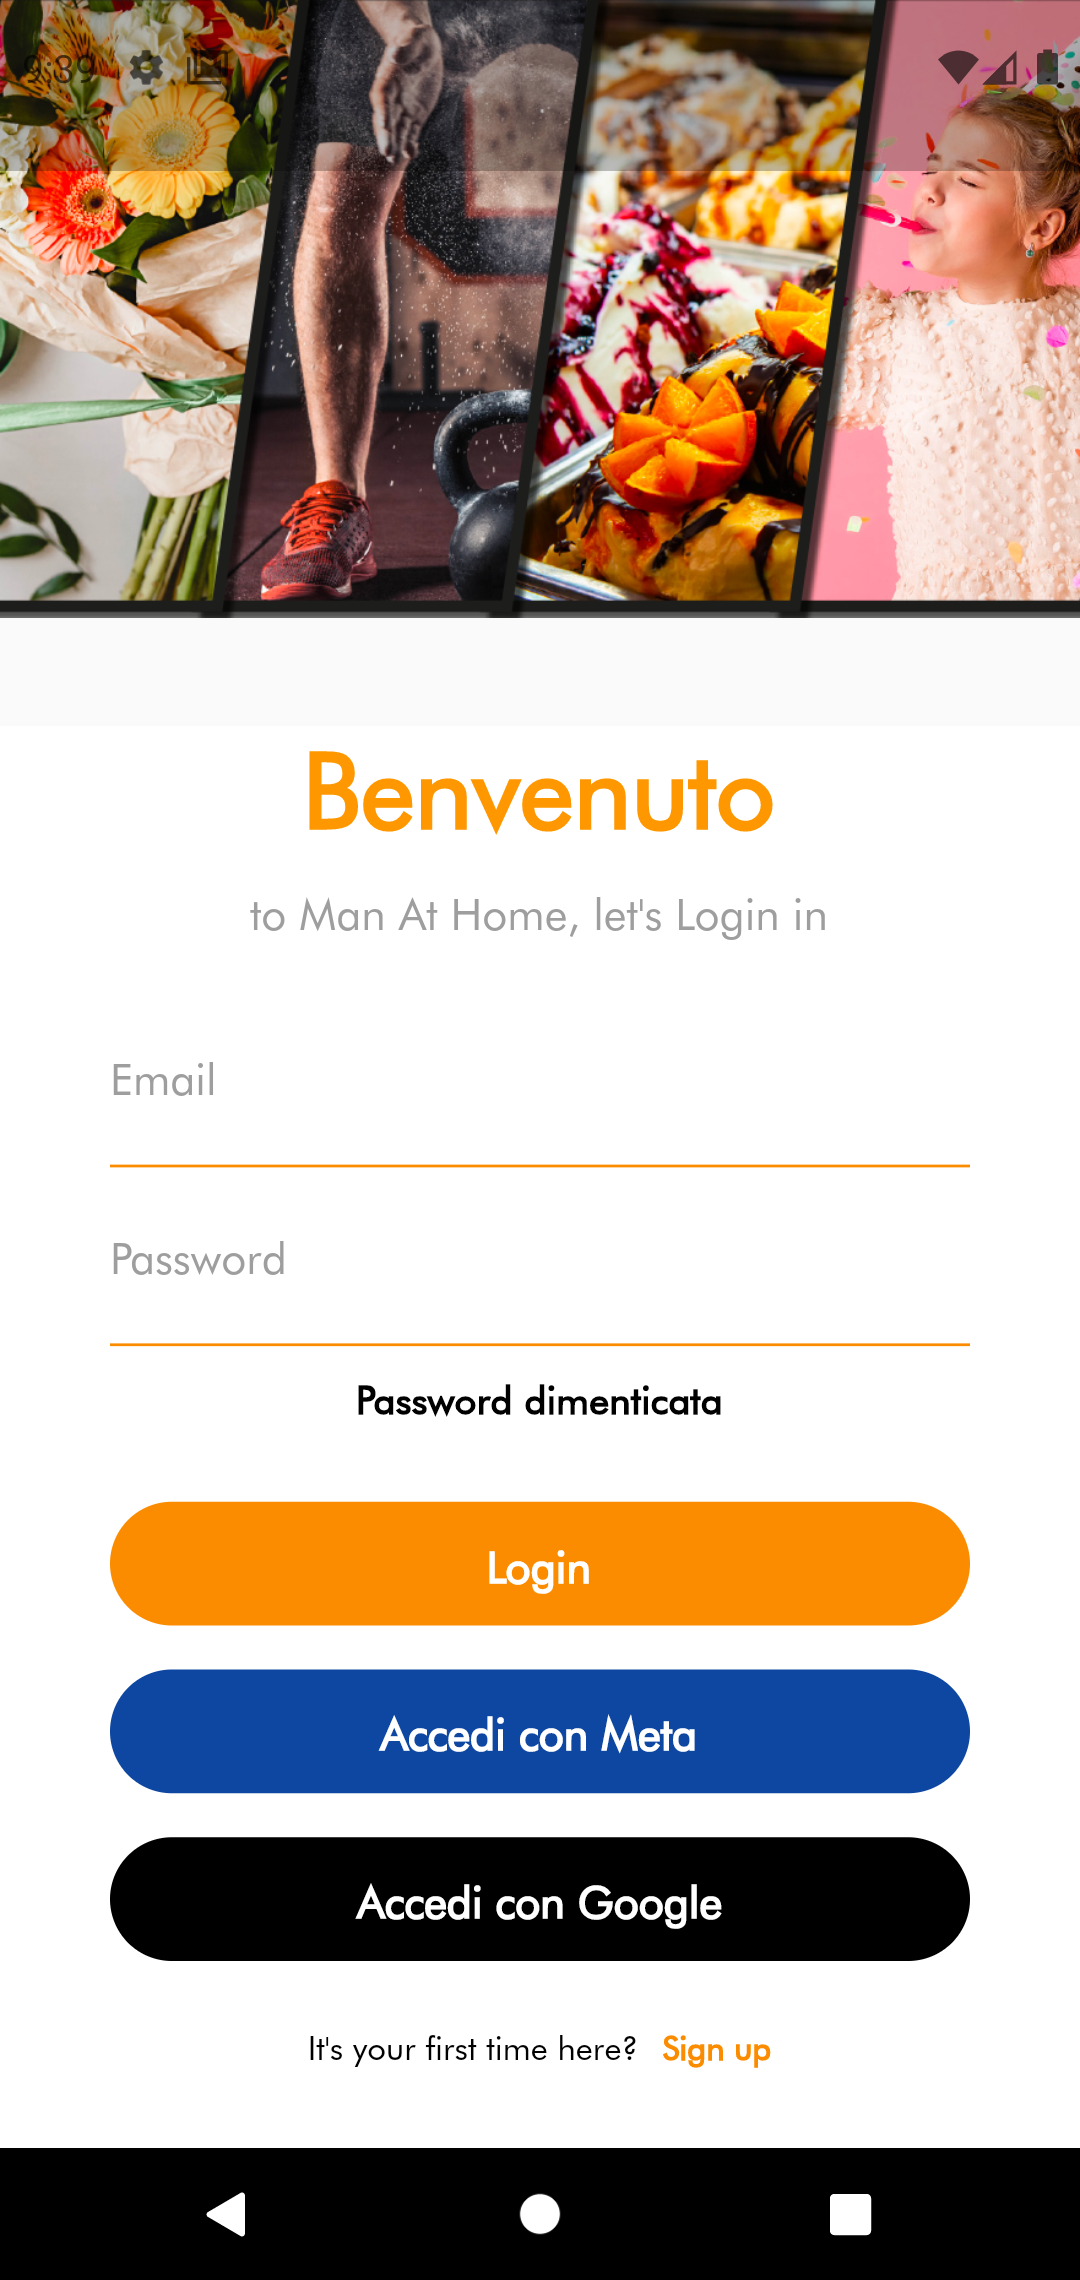 9:39
Benvenuto
to Man At Home, let's Login in
Email
Password
Password dimenticata
Login
Accedi con Meta
Accedi con Google
It's your first time here? Sign up